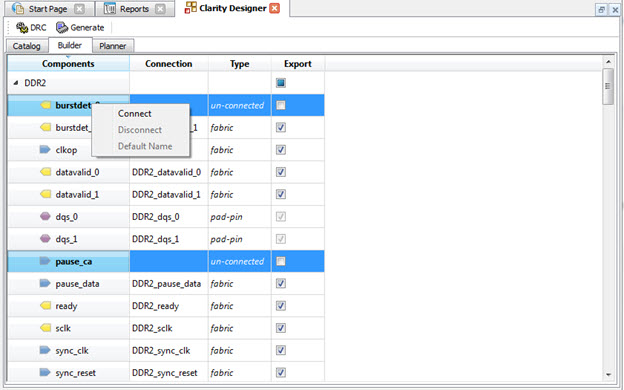 Start Page Reports Clarity Designer
DRC Generate
Catalog Builder Planner
Components Connection Type Export
DDR2
burstdet_0 un-connected
burstdet_ _1 fabric
clkop fabric
datavalid_0 DDR2_datavalid_0 fabric
datavalid_1 DDR2_datavalid_1 fabric
dqs_0 DDR2_dqs_0 pad-pin
dqs_1 DDR2_dqs_1 pad-pin
pause_ca un-connected
pause_data DDR2_pause_data fabric
ready DDR2_ready fabric
sclk DDR2_sclk fabric
sync_clk DDR2_sync_clk fabric
sync_reset DDR2_sync_reset fabric
Connect
Disconnect
Default Name